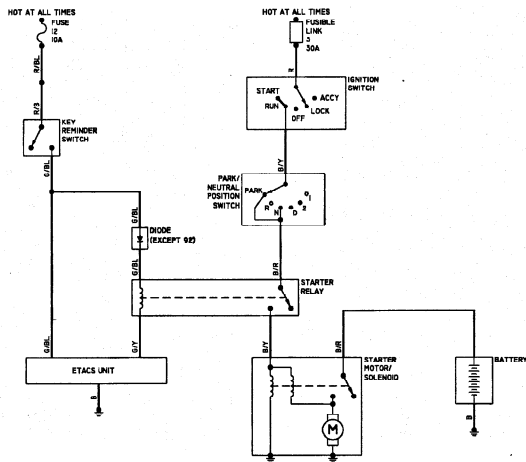 HOT AT ALL TIMES
FUSE
12
10A
HOT AT ALL TIMES
FUSIBLE
LINK
3
30A
R/BL
R
IGNITION
SWITCH
START
RUN
ACCY
LOCK
OFF
R/3
KEY
REMINDER
SWITCH
G/BL
B/Y
PARK/
NEUTRAL
POSITION
SWITCH
PARK
R
N
D
2
1
G/BL
DIODE
(EXCEPT 92)
G/BL
B/R
STARTER
RELAY
G/BL
G/Y
B/Y
B/R
ETACS UNIT
B
STARTER
MOTOR/
SOLENOID
M
BATTERY
B